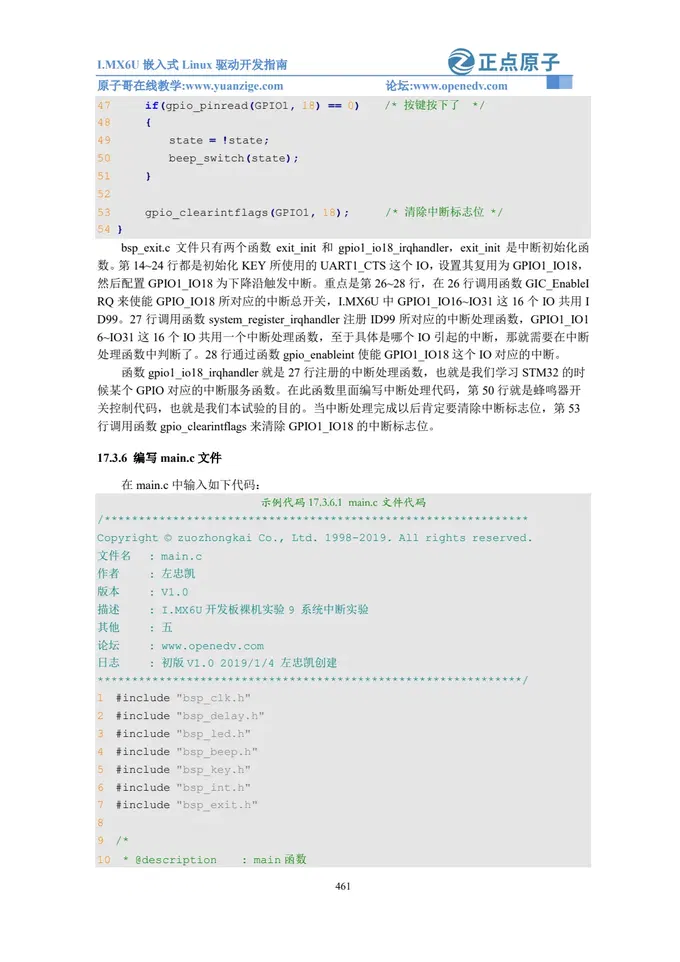 I.MX6U 嵌入式 Linux 驱动开发指南
正点原子
原子哥在线教学:www.yuanzige.com 论坛:www.openedv.com
47 if(gpio_pinread(GPIO1, 18) == 0) /* 按键按下了 */
48 {
49 state = !state;
50 beep_switch(state);
51 }
52
53 gpio_clearintflags(GPIO1, 18); /* 清除中断标志位 */
54 }
bsp_exit.c 文件只有两个函数 exit_init 和 gpio1_io18_irqhandler，exit_init 是中断初始化函
数。第 14~24 行都是初始化 KEY 所使用的 UART1_CTS 这个 IO，设置其复用为 GPIO1_IO18，
然后配置 GPIO1_IO18 为下降沿触发中断。重点是第 26~28 行，在 26 行调用函数 GIC_EnableI
RQ 来使能 GPIO_IO18 所对应的中断总开关，I.MX6U 中 GPIO1_IO16~IO31 这 16 个 IO 共用 I
D99。27 行调用函数 system_register_irqhandler 注册 ID99 所对应的中断处理函数，GPIO1_IO1
6~IO31 这 16 个 IO 共用一个中断处理函数，至于具体是哪个 IO 引起的中断，那就需要在中断
处理函数中判断了。28 行通过函数 gpio_enableint 使能 GPIO1_IO18 这个 IO 对应的中断。
函数 gpio1_io18_irqhandler 就是 27 行注册的中断处理函数，也就是我们学习 STM32 的时
候某个 GPIO 对应的中断服务函数。在此函数里面编写中断处理代码，第 50 行就是蜂鸣器开
关控制代码，也就是我们本试验的目的。当中断处理完成以后肯定要清除中断标志位，第 53
行调用函数 gpio_clearintflags 来清除 GPIO1_IO18 的中断标志位。
17.3.6 编写 main.c 文件
在 main.c 中输入如下代码：
示例代码 17.3.6.1 main.c 文件代码
/**************************************************************
Copyright © zuozhongkai Co., Ltd. 1998-2019. All rights reserved.
文件名 : main.c
作者 : 左忠凯
版本 : V1.0
描述 : I.MX6U 开发板裸机实验 9 系统中断实验
其他 : 五
论坛 : www.openedv.com
日志 : 初版 V1.0 2019/1/4 左忠凯创建
**************************************************************/
1 #include "bsp_clk.h"
2 #include "bsp_delay.h"
3 #include "bsp_led.h"
4 #include "bsp_beep.h"
5 #include "bsp_key.h"
6 #include "bsp_int.h"
7 #include "bsp_exit.h"
8
9 /*
10 * @description : main 函数
461